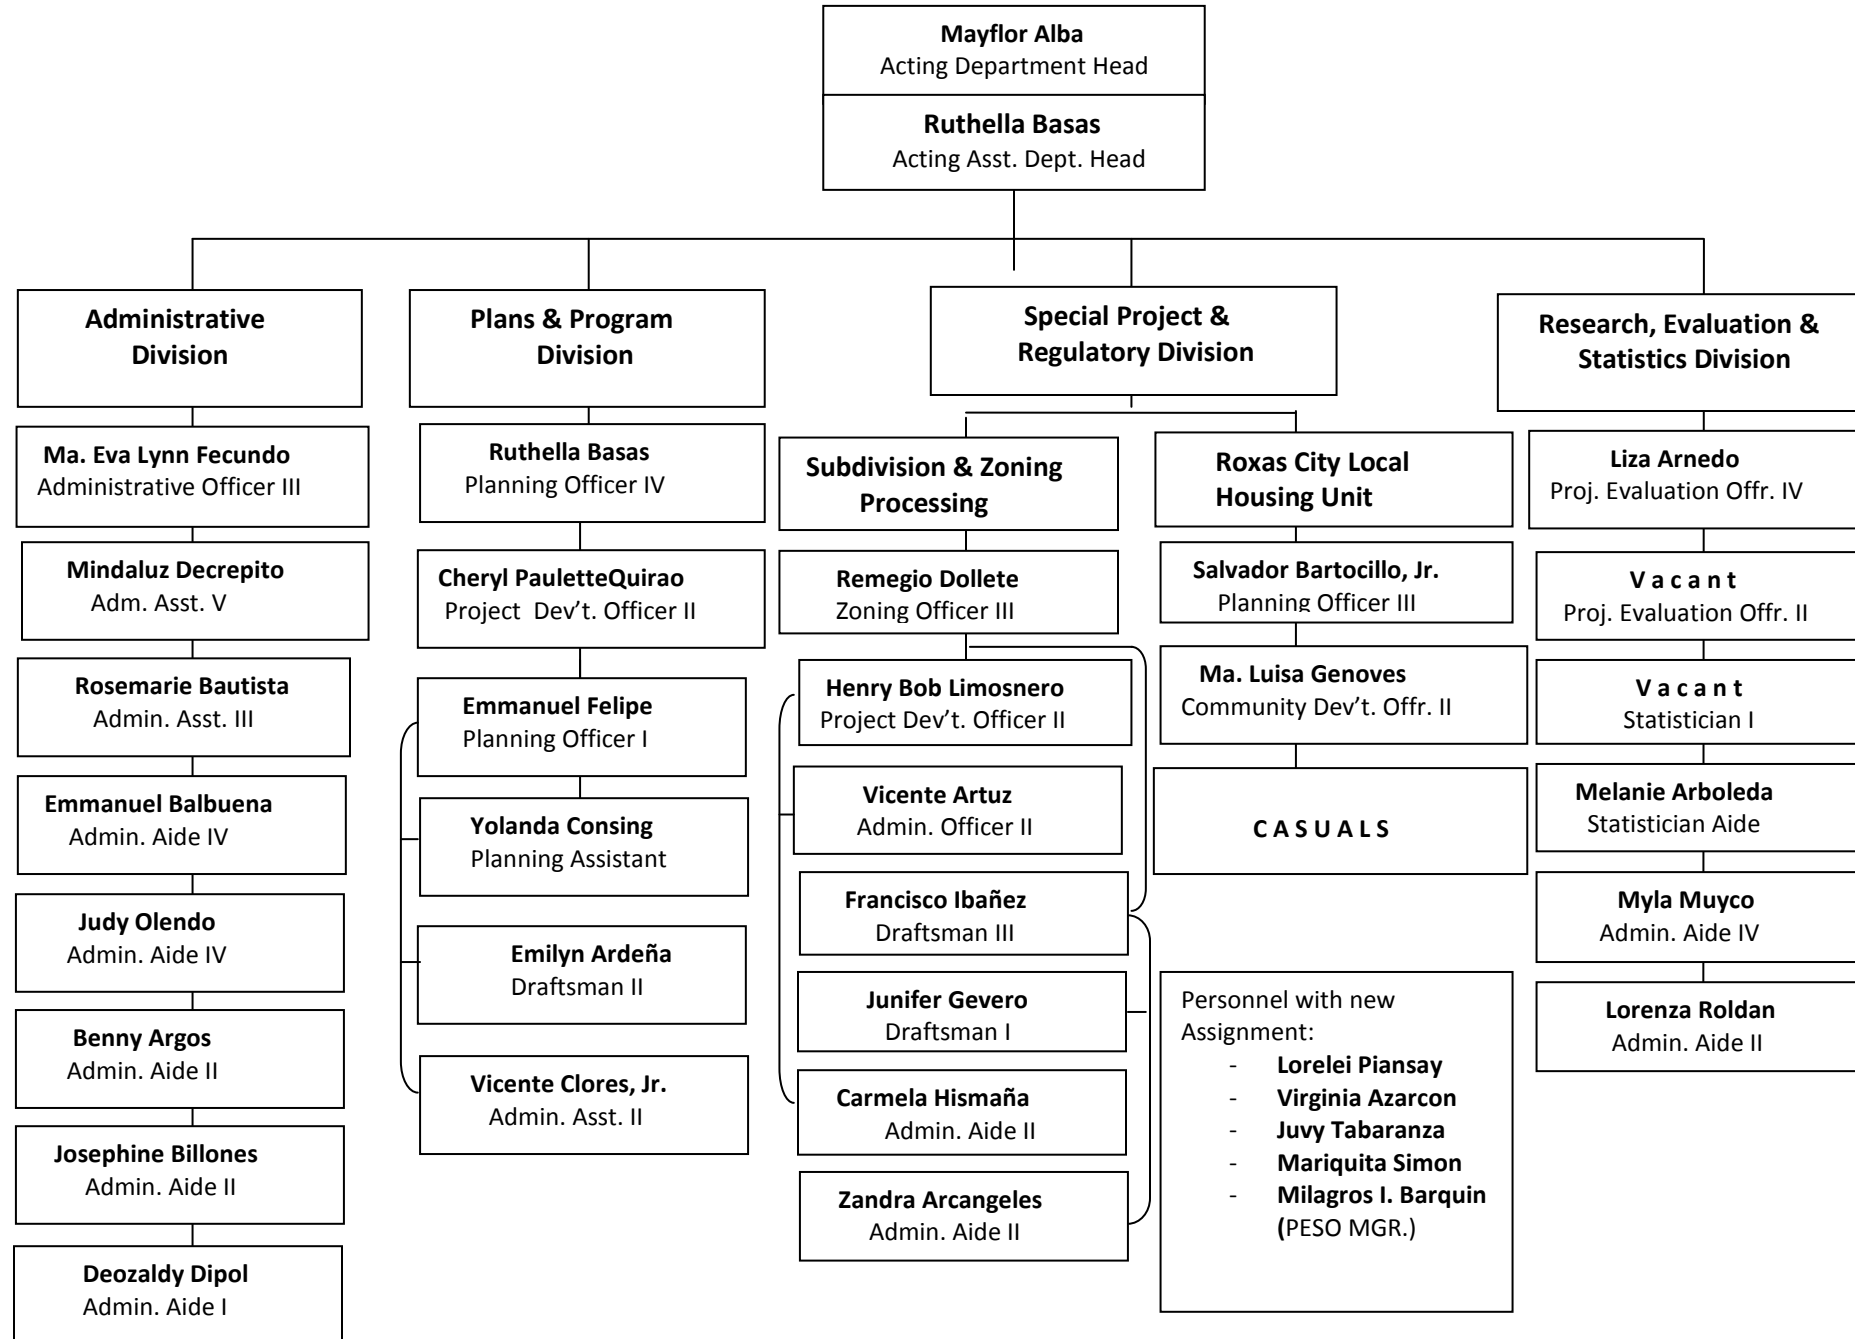 Mayflor Alba
Acting Department Head
Ruthella Basas
Acting Asst. Dept. Head
Administrative
Division
Ma. Eva Lynn Fecundo
Administrative Officer III
Mindaluz Decrepito
Adm. Asst. V
Rosemarie Bautista
Admin. Asst. III
Emmanuel Balbuena
Admin. Aide IV
Judy Olendo
Admin. Aide IV
Benny Argos
Admin. Aide II
Josephine Billones
Admin. Aide II
Deozaldy Dipol
Admin. Aide I
Plans & Program
Division
Ruthella Basas
Planning Officer IV
Cheryl PauletteQuirao
Project Dev’t. Officer II
Emmanuel Felipe
Planning Officer I
Yolanda Consing
Planning Assistant
Emilyn Ardeña
Draftsman II
Vicente Clores, Jr.
Admin. Asst. II
Special Project &
Regulatory Division
Subdivision & Zoning
Processing
Remegio Dollete
Zoning Officer III
Henry Bob Limosnero
Project Dev’t. Officer II
Vicente Artuz
Admin. Officer II
Francisco Ibañez
Draftsman III
Junifer Gevero
Draftsman I
Carmela Hismaña
Admin. Aide II
Zandra Arcangeles
Admin. Aide II
Roxas City Local
Housing Unit
Salvador Bartocillo, Jr.
Planning Officer III
Ma. Luisa Genoves
Community Dev’t. Offr. II
C A S U A L S
Personnel with new
Assignment:
- Lorelei Piansay
- Virginia Azarcon
- Juvy Tabaranza
- Mariquita Simon
- Milagros I. Barquin
(PESO MGR.)
Research, Evaluation &
Statistics Division
Liza Arnedo
Proj. Evaluation Offr. IV
V a c a n t
Proj. Evaluation Offr. II
V a c a n t
Statistician I
Melanie Arboleda
Statistician Aide
Myla Muyco
Admin. Aide IV
Lorenza Roldan
Admin. Aide II